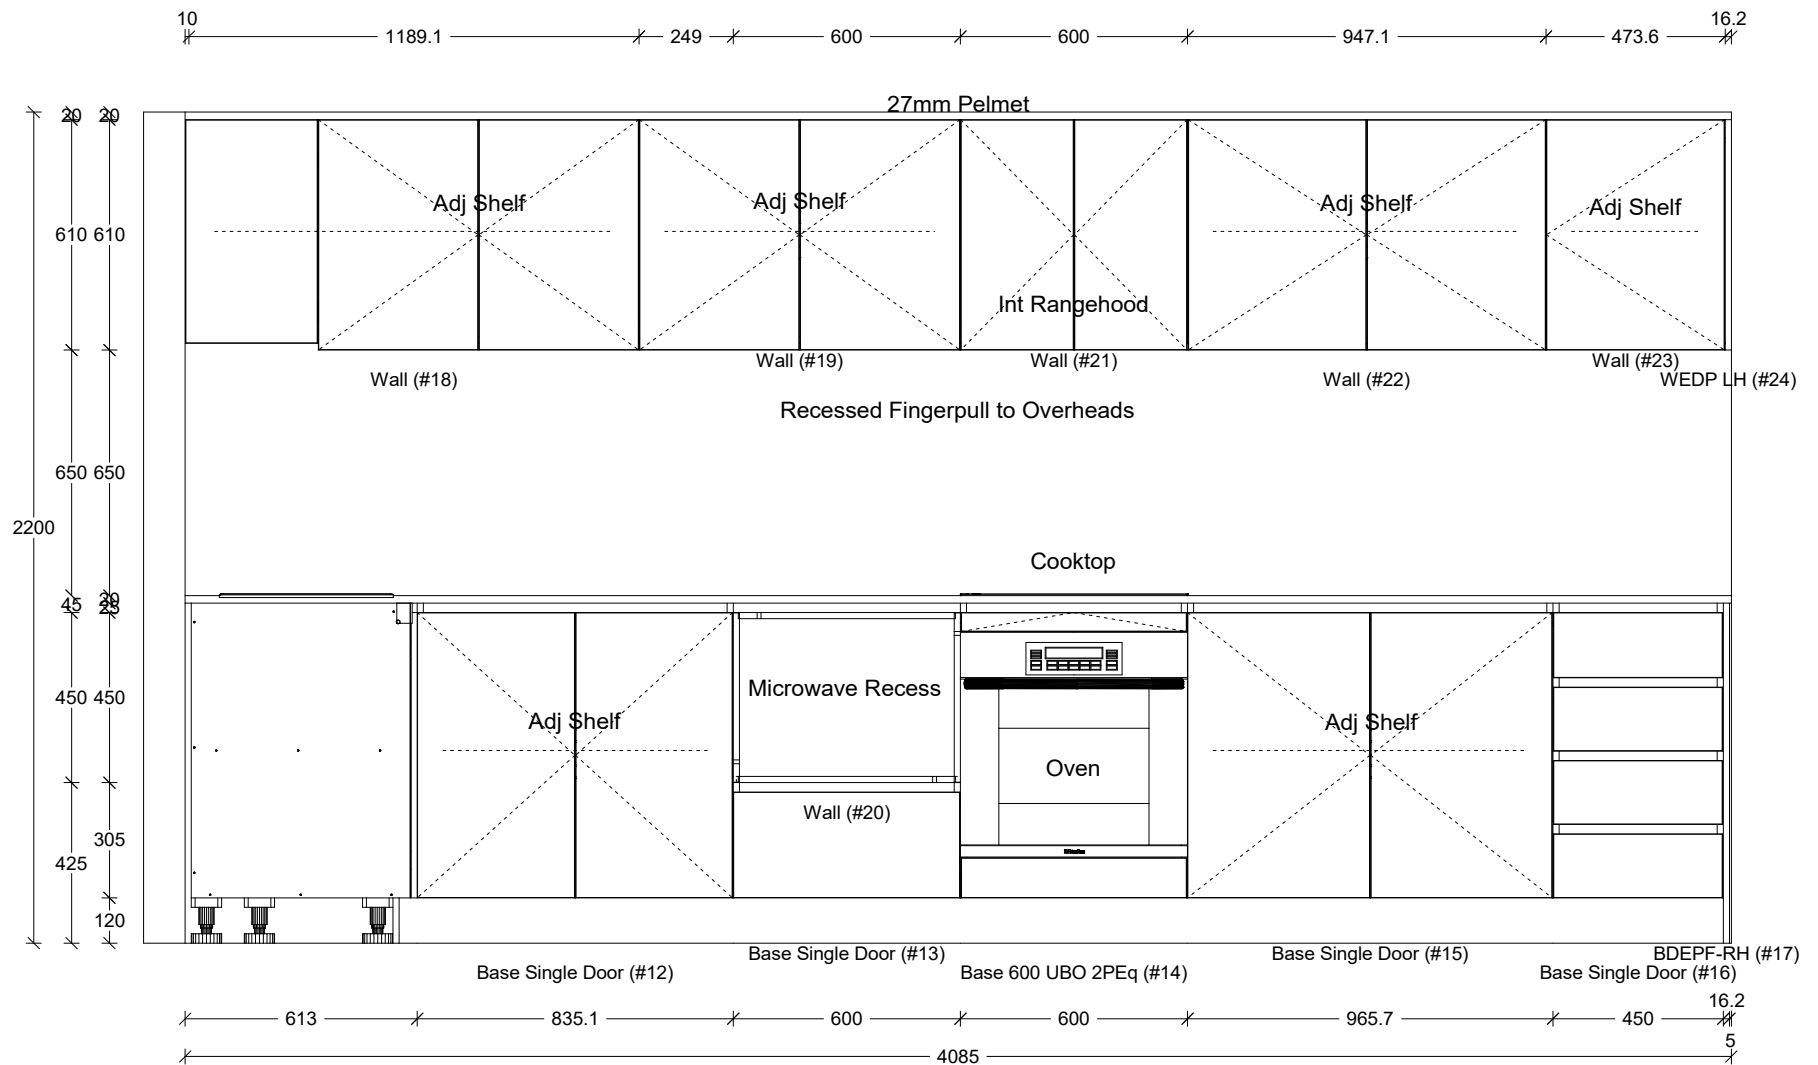 10
16.2
1189.1
249
600
600
947.1
473.6
27mm Pelmet
20
20
Adj Shelf
Adj Shelf
Adj Shelf
Adj Shelf
610
610
Int Rangehood
Wall (#19)
Wall (#21)
Wall (#23)
Wall (#18)
Wall (#22)
WEDP LH (#24)
Recessed Fingerpull to Overheads
650
650
2200
Cooktop
45
20
25
450
450
Microwave Recess
Adj Shelf
Adj Shelf
Oven
Wall (#20)
305
425
120
Base Single Door (#13)
Base Single Door (#15)
BDEPF-RH (#17)
Base Single Door (#12)
Base 600 UBO 2PEq (#14)
Base Single Door (#16)
16.2
613
835.1
600
600
965.7
450
5
4085